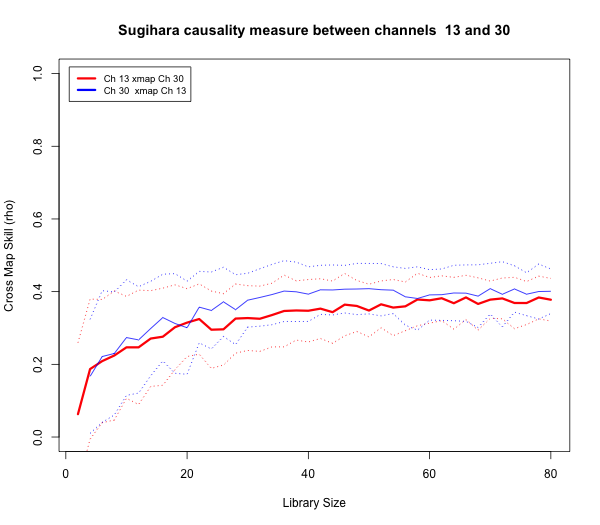 Sugihara causality measure between channels  13 and 30
Ch 13 xmap Ch 30
Ch 30  xmap Ch 13
Cross Map Skill (rho)
1.0
0.8
0.6
0.4
0.2
0.0
0 20 40 60 80
Library Size